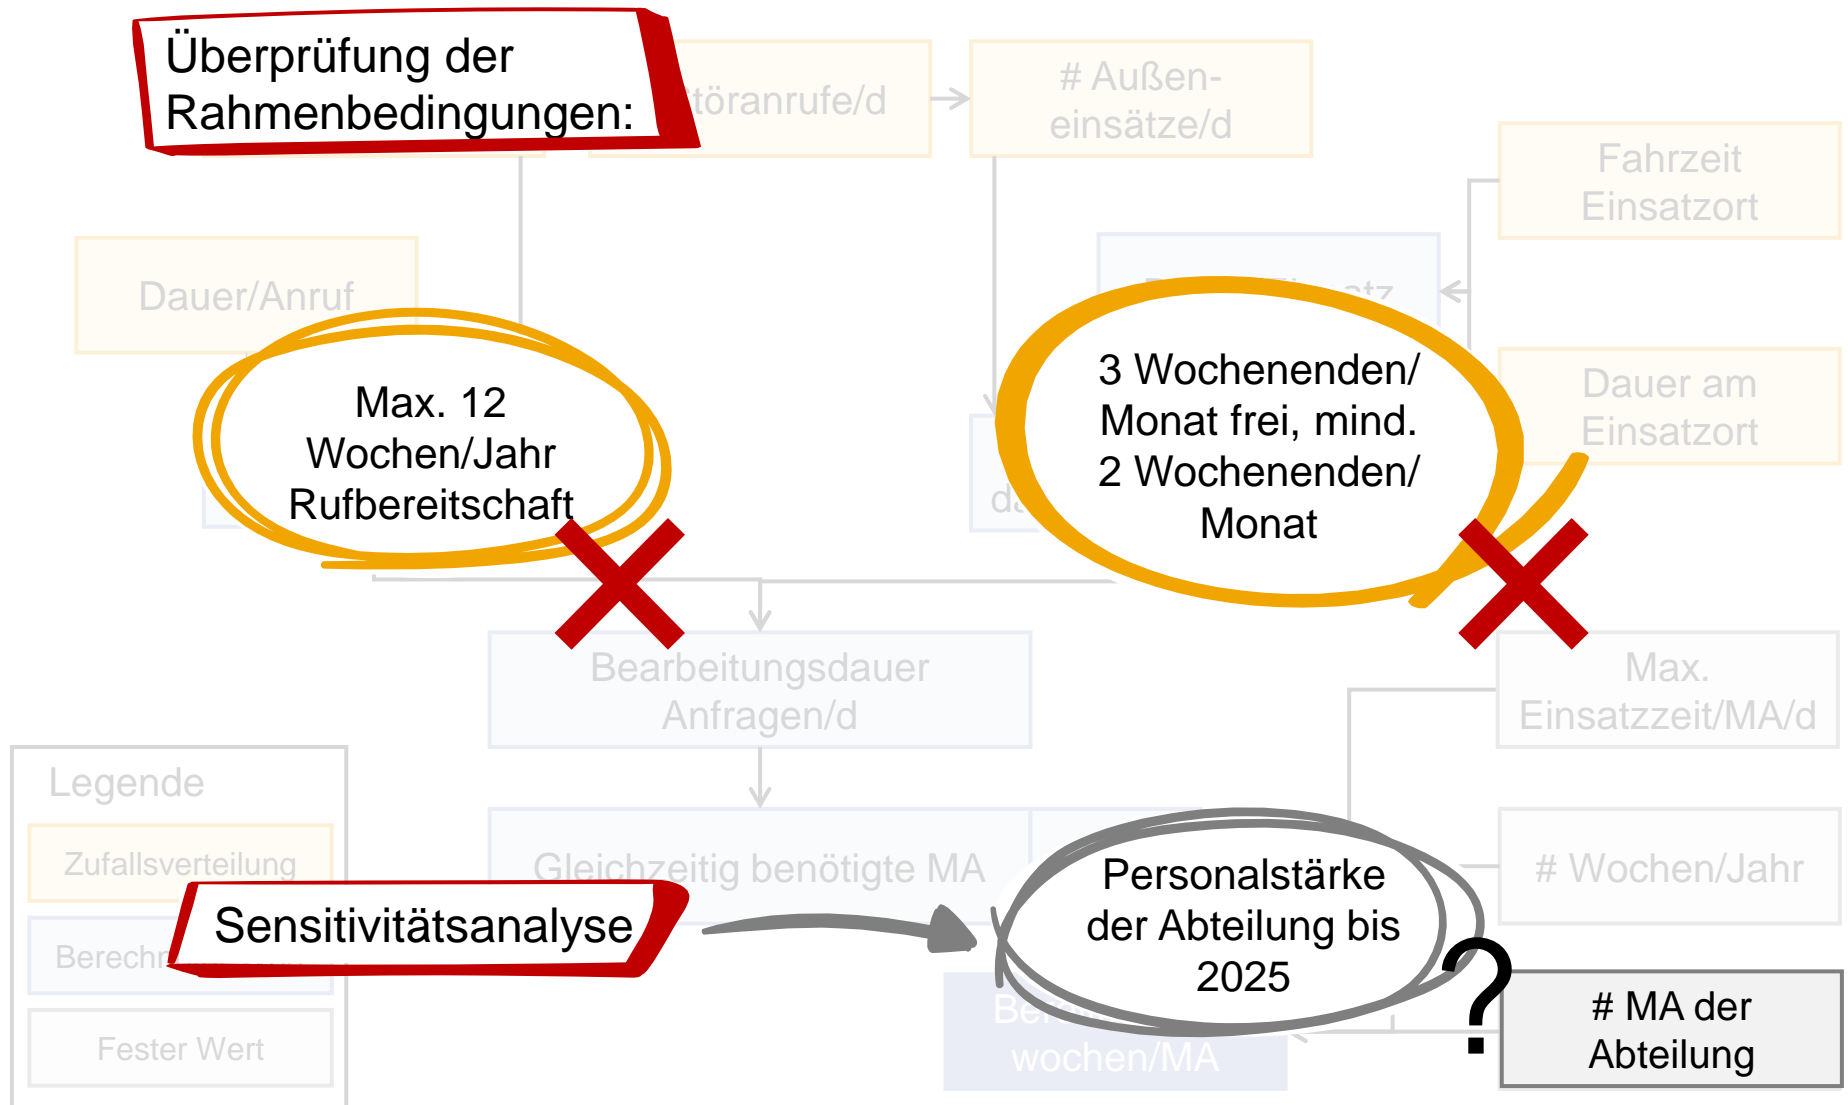 Überprüfung der
Rahmenbedingungen:
töranrufe/d
# Außen-
einsätze/d
Fahrzeit
Einsatzort
Dauer/Anruf
Dauer am
Einsatzort
Max. 12
Wochen/Jahr
Rufbereitschaft
3 Wochenenden/
Monat frei, mind.
2 Wochenenden/
Monat
Bearbeitungsdauer
Anfragen/d
Max.
Einsatzzeit/MA/d
Legende
Zufallsverteilung
Fester Wert
Gleichzeitig benötigte MA
# Wochen/Jahr
Sensitivitätsanalyse
Personalstärke
der Abteilung bis
2025
?
wochen/MA
# MA der
Abteilung